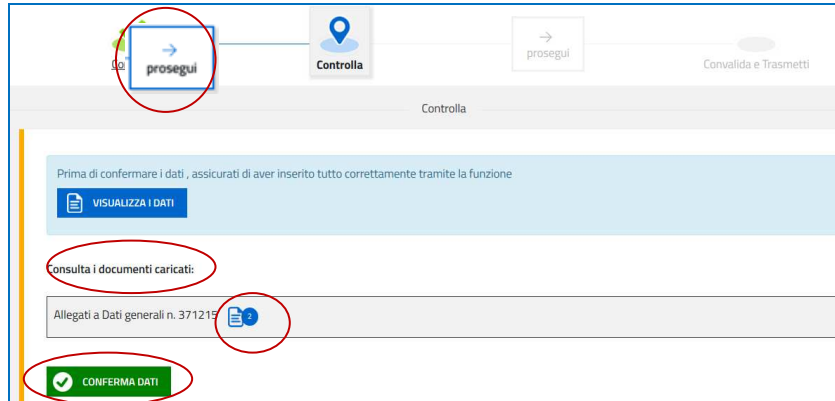 →
prosegui
Controlla
→
prosegui
Convalida e Trasmetti
Controlla
Prima di confermare i dati , assicurati di aver inserito tutto correttamente tramite la funzione
VISUALIZZA I DATI
Consulta i documenti caricati:
Allegati a Dati generali n. 371215
2
CONFERMA DATI